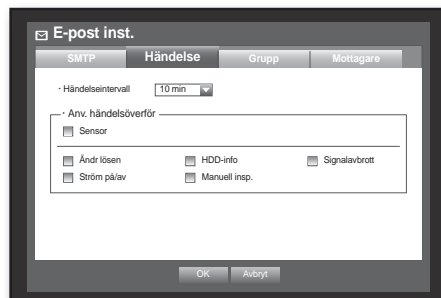 E-post inst.
SMTP Händelse Grupp Mottagare
· Händelseintervall 10 min
· Anv. händelsöverför
Sensor
Ändr lösen HDD-info Signalavbrott
Ström på/av Manuell insp.
OK Avbryt